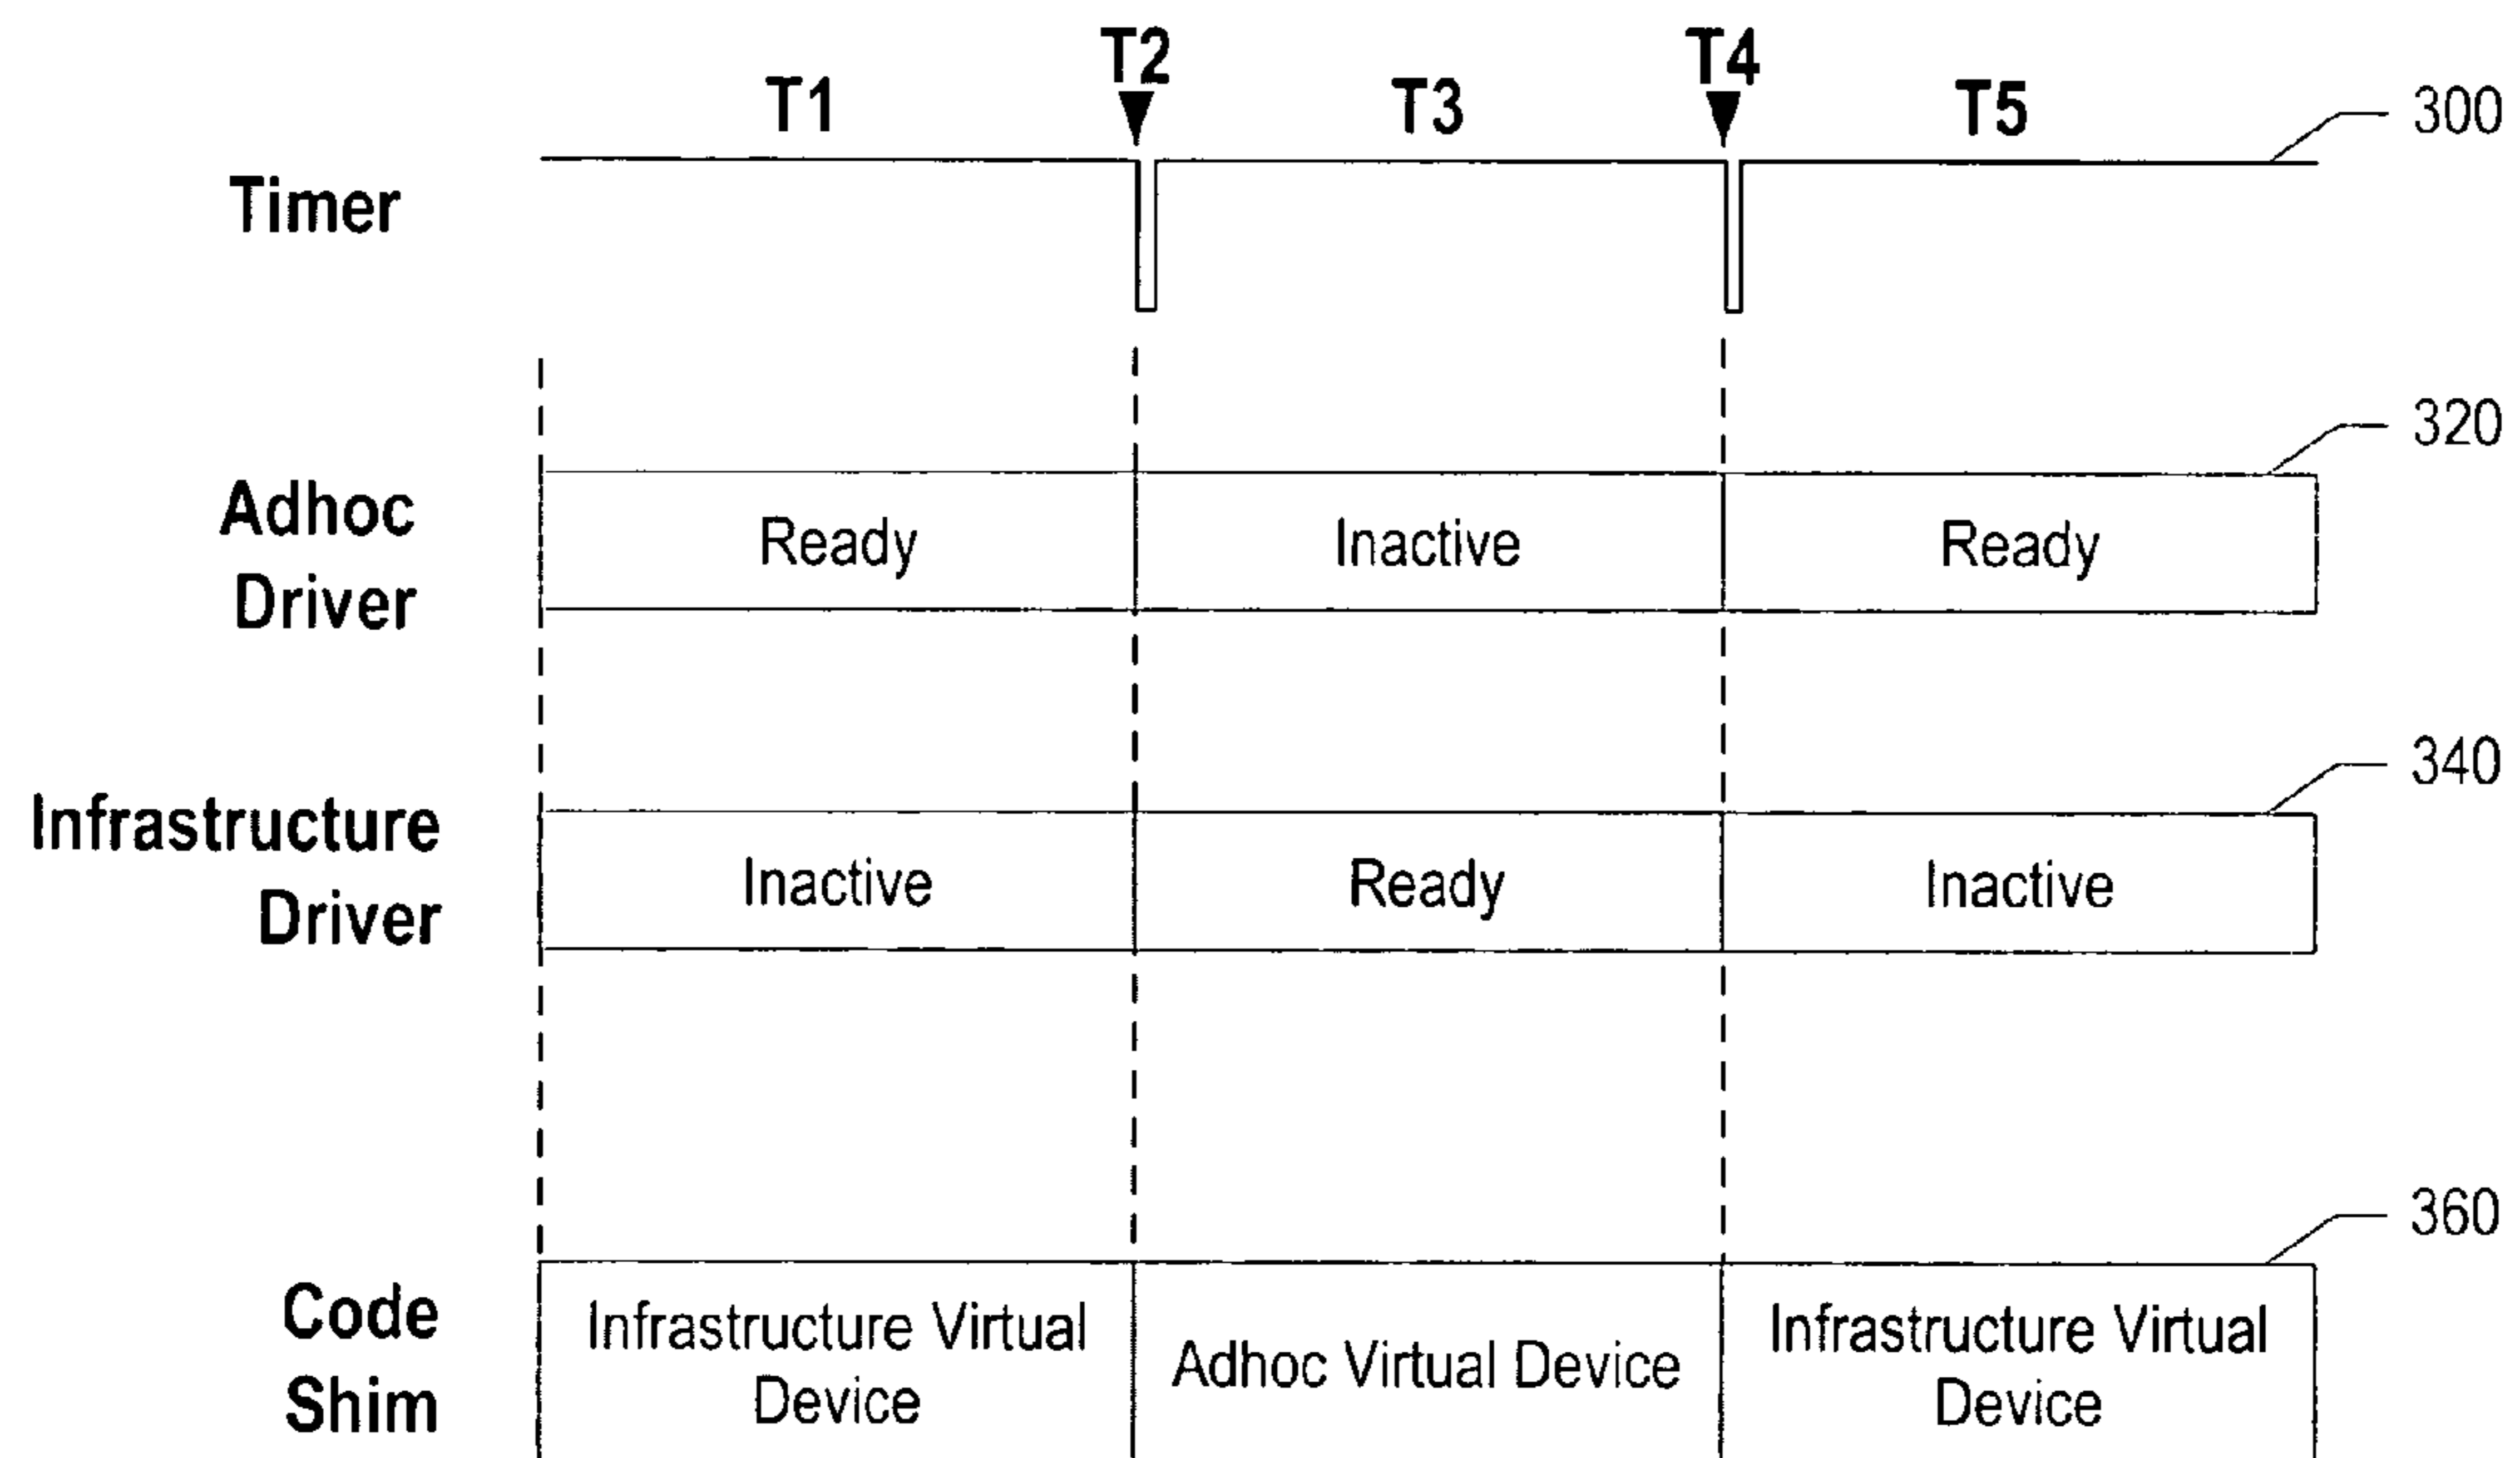 T2
T4
T1
T3
T5
300
Timer
320
Adhoc
Driver
Ready
Inactive
Ready
340
Infrastructure
Driver
Inactive
Ready
Inactive
360
Code
Shim
Infrastructure Virtual
Device
Adhoc Virtual Device
Infrastructure Virtual
Device